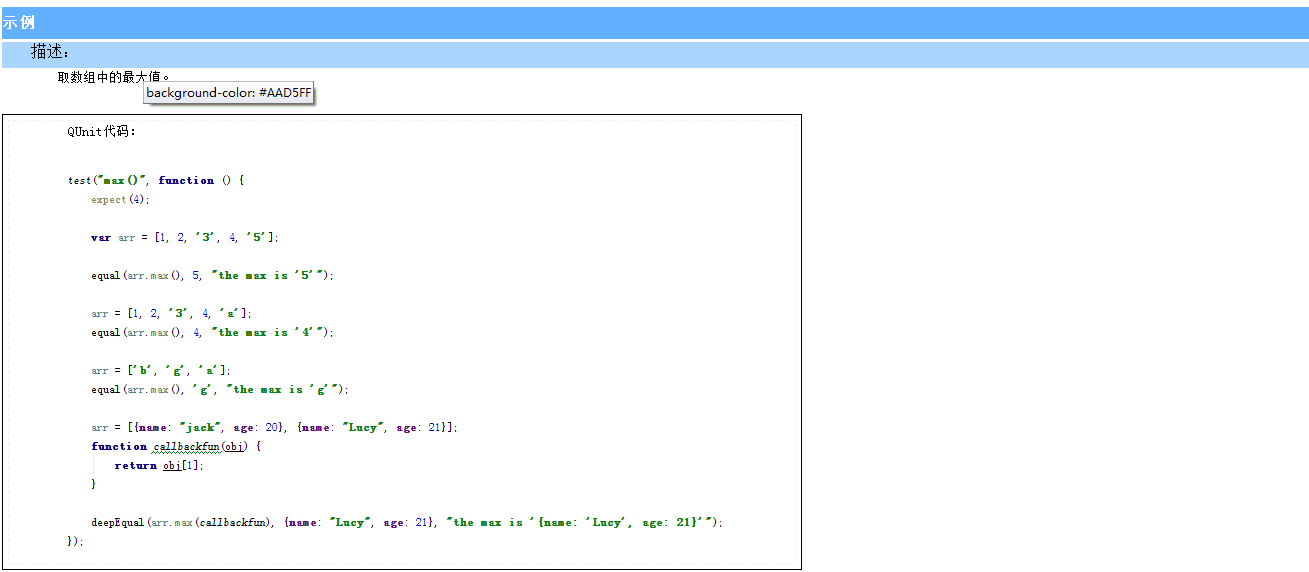 示例
描述：
取数组中的最大值。
background-color: #AAD5FF
QUnit代码：
test("max()", function () {
expect(4);
var arr = [1, 2, '3', 4, '5'];
equal(arr.max(), 5, "the max is '5'");
arr = [1, 2, '3', 4, 'a'];
equal(arr.max(), 4, "the max is '4'");
arr = ['b', 'g', 'a'];
equal(arr.max(), 'g', "the max is 'g'");
arr = [{name: "jack", age: 20}, {name: "Lucy", age: 21}];
function callbackfun(obj) {
return obj[1];
}
deepEqual(arr.max(callbackfun), {name: "Lucy", age: 21}, "the max is '{name: 'Lucy', age: 21}'");
});